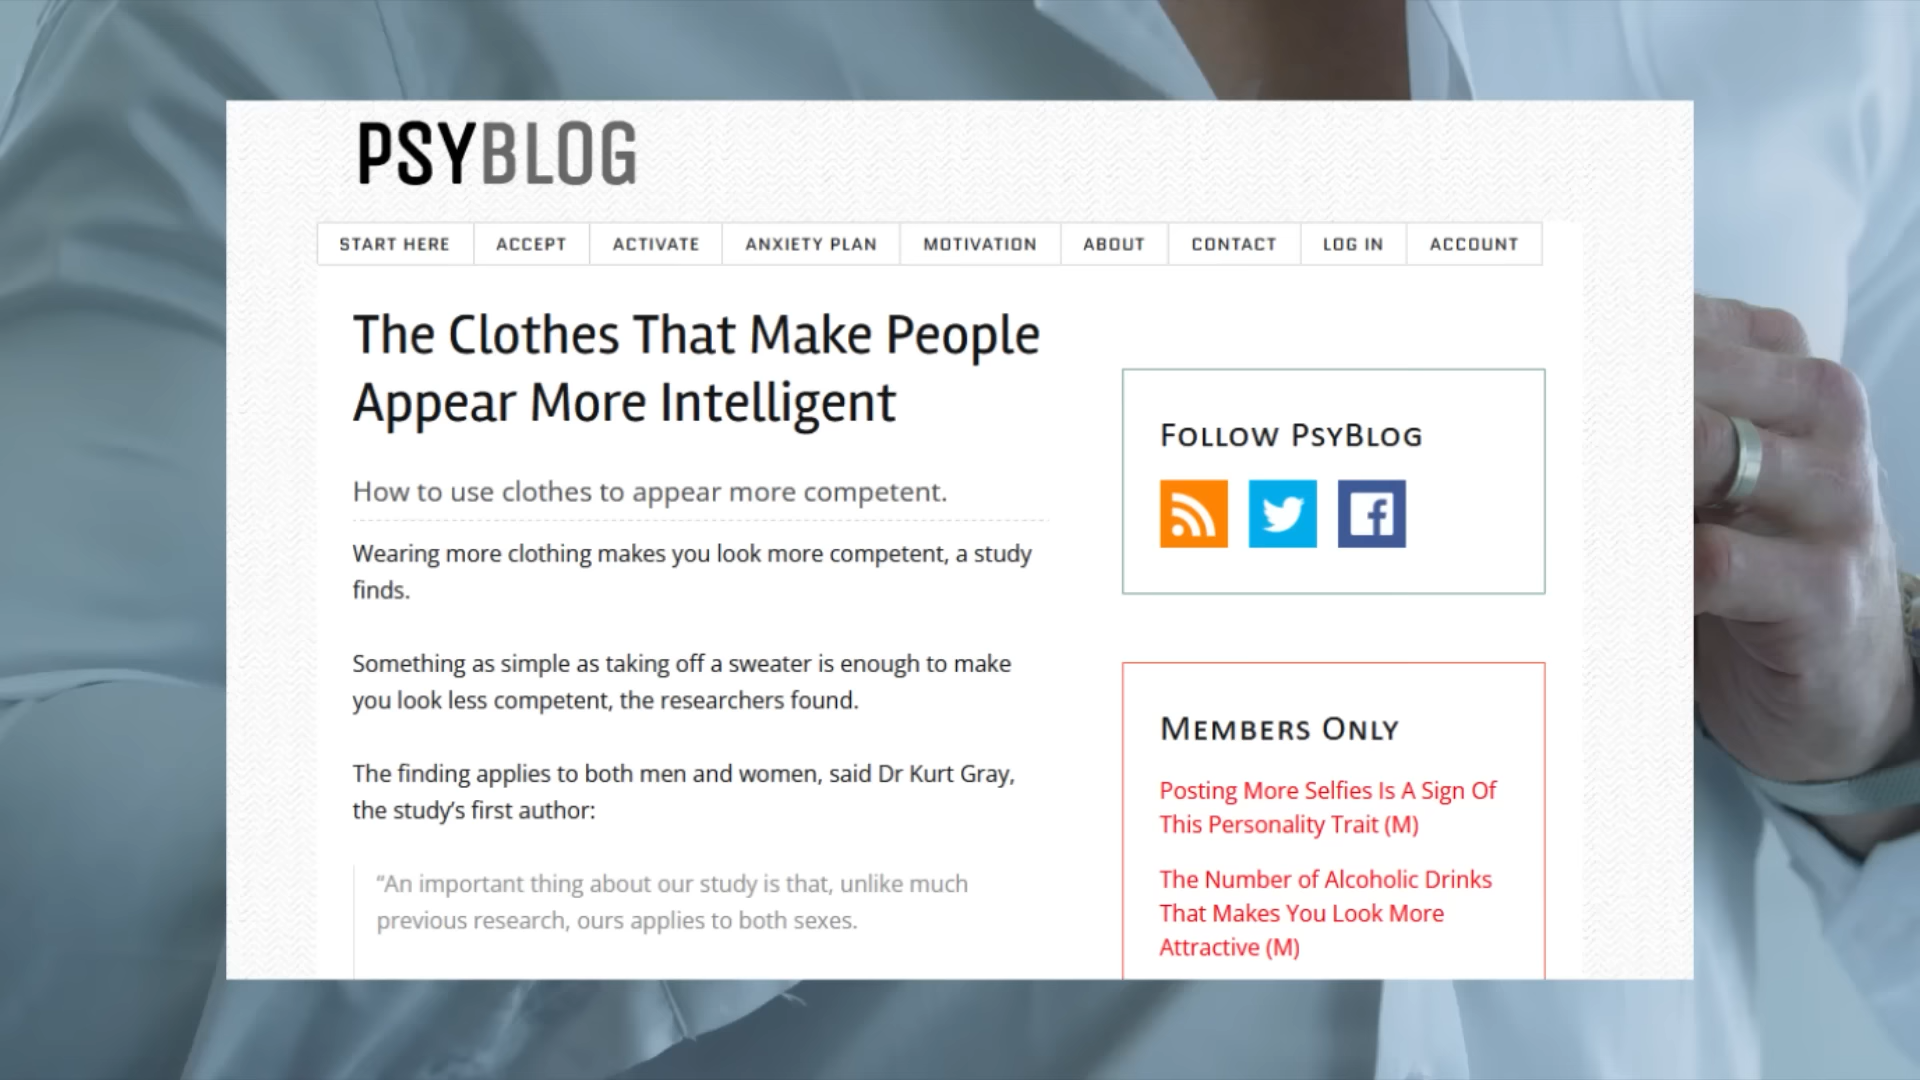 PSYBLOG
START HERE
ACCEPT
ACTIVATE
ANXIETY PLAN
MOTIVATION
ABOUT
CONTACT
LOG IN
ACCOUNT
The Clothes That Make People
Appear More Intelligent
How to use clothes to appear more competent.
Wearing more clothing makes you look more competent, a study
finds.
Something as simple as taking off a sweater is enough to make
you look less competent, the researchers found.
The finding applies to both men and women, said Dr Kurt Gray,
the study’s first author:
“An important thing about our study is that, unlike much
previous research, ours applies to both sexes.
FOLLOW PSYBLOG
MEMBERS ONLY
Posting More Selfies Is A Sign Of
This Personality Trait (M)
The Number of Alcoholic Drinks
That Makes You Look More
Attractive (M)